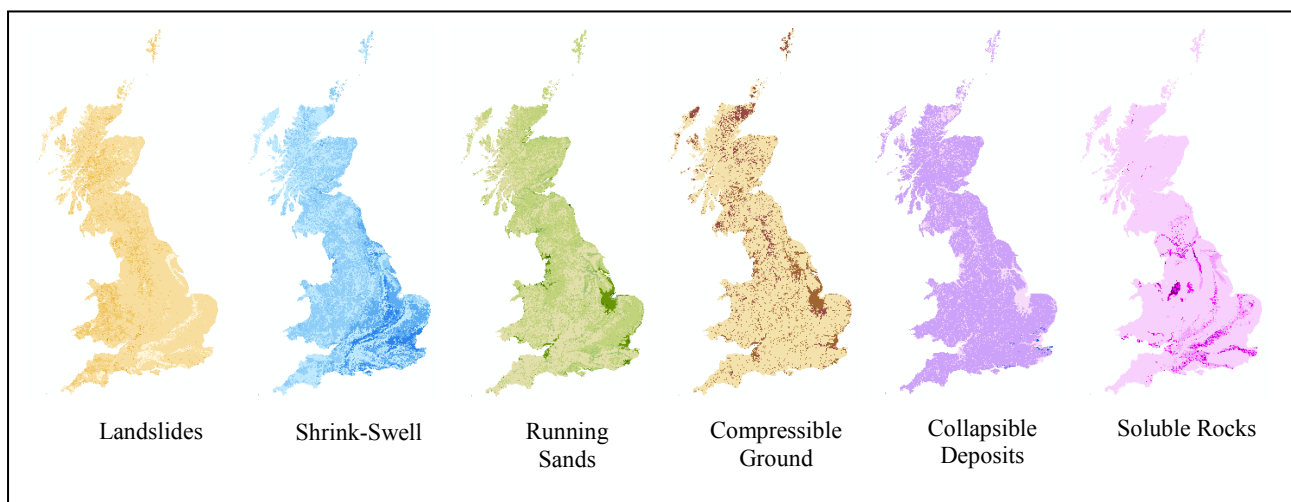 Landslides
Shrink-Swell
Running
Sands
Compressible
Ground
Collapsible
Deposits
Soluble Rocks